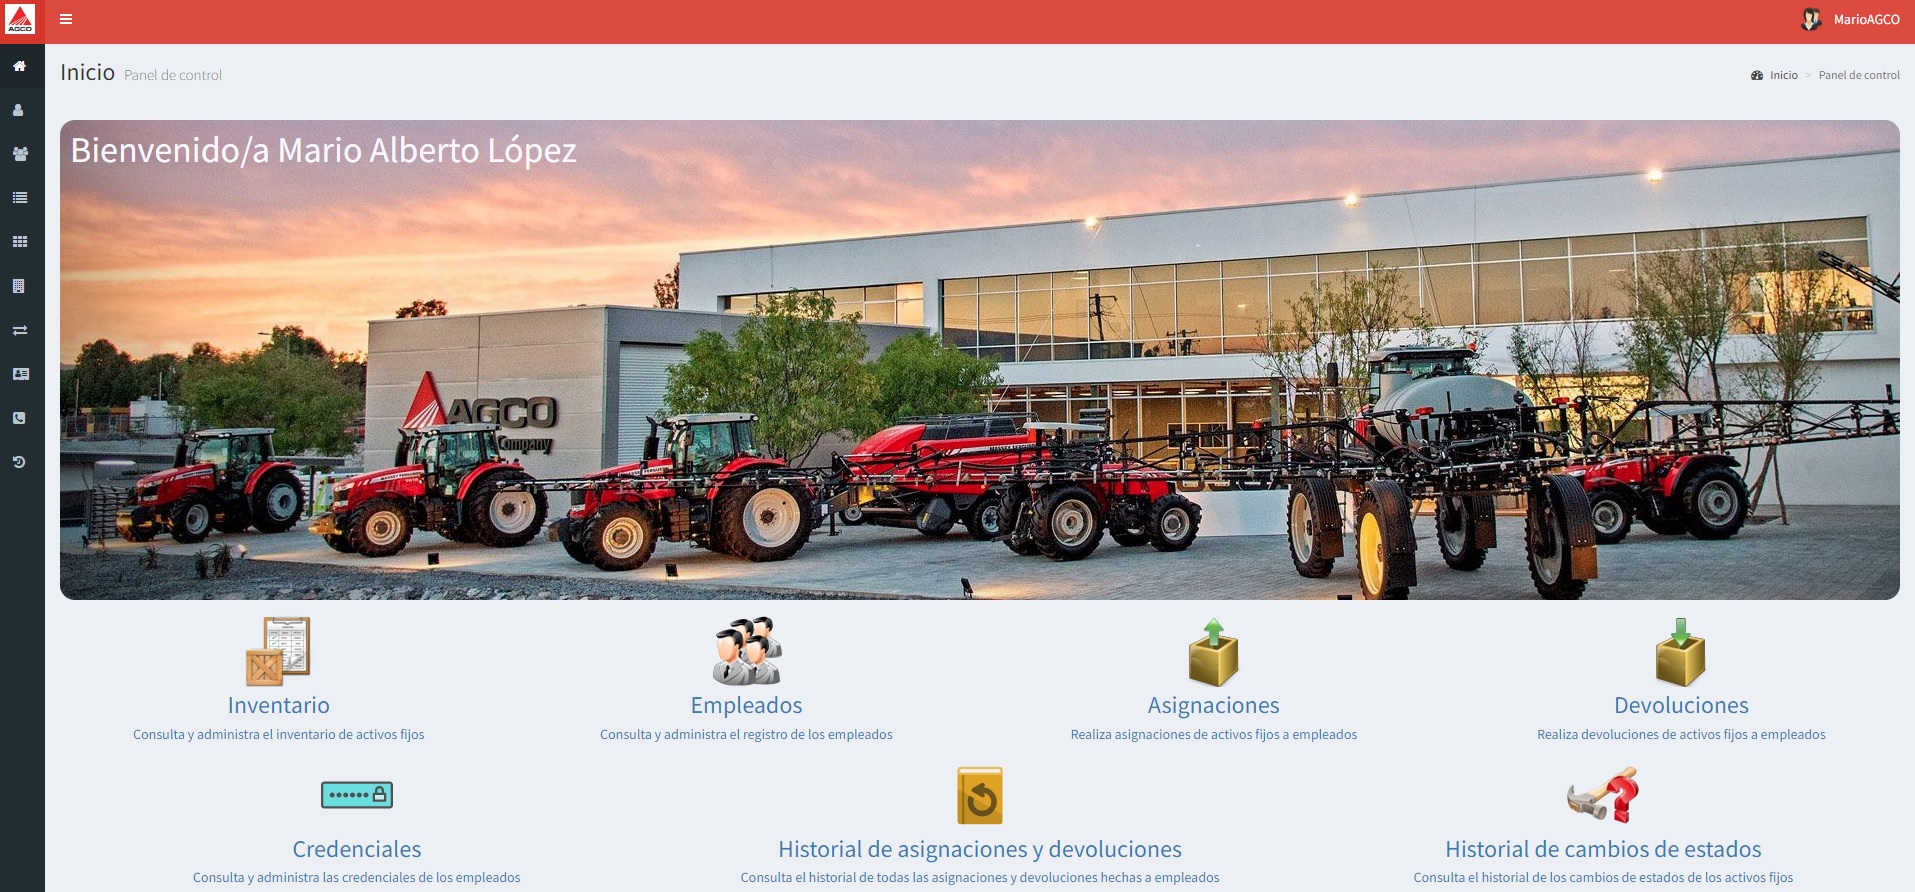 AGCO
MarioAGCO
Inicio Panel de control
Inicio > Panel de control
Bienvenido/a Mario Alberto López
AGCO
Company
MASSEY FERGUSON
Inventario
Consulta y administra el inventario de activos fijos
Empleados
Consulta y administra el registro de los empleados
Asignaciones
Realiza asignaciones de activos fijos a empleados
Devoluciones
Realiza devoluciones de activos fijos a empleados
Credenciales
Consulta y administra las credenciales de los empleados
Historial de asignaciones y devoluciones
Consulta el historial de todas las asignaciones y devoluciones hechas a empleados
Historial de cambios de estados
Consulta el historial de los cambios de estados de los activos fijos